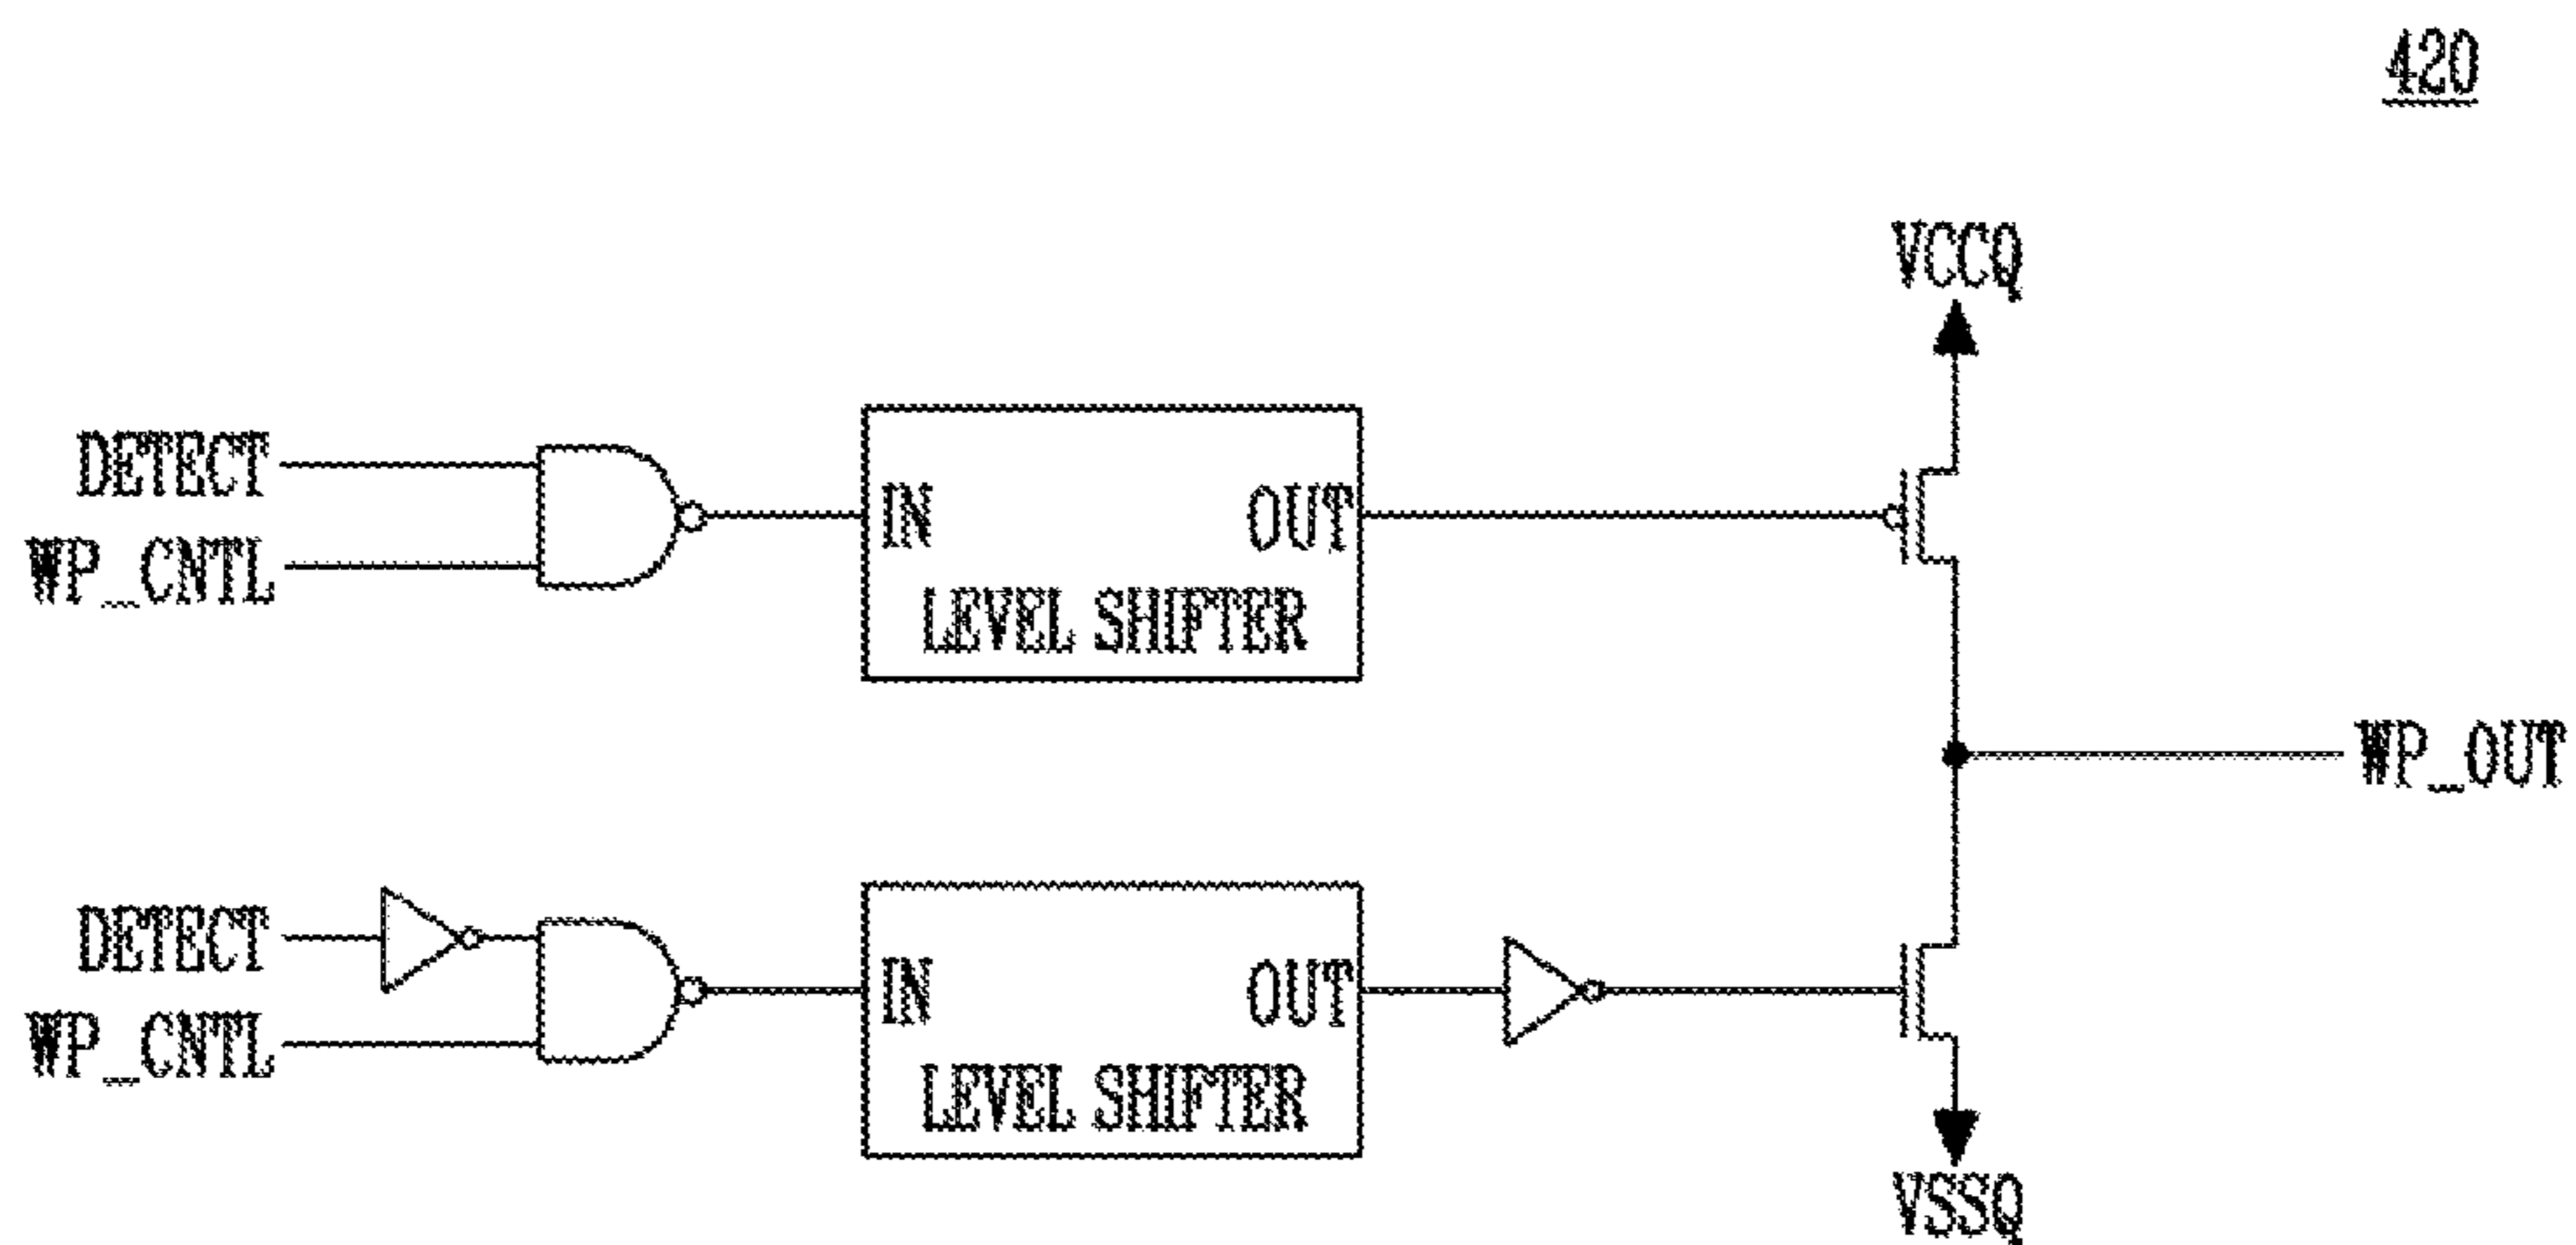 420
VCCQ
DETECT
WP_CNTL
IN
OUT
LEVEL SHIFTER
WP_OUT
DETECT
WP_CNTL
IN
OUT
LEVEL SHIFTER
VSSQ